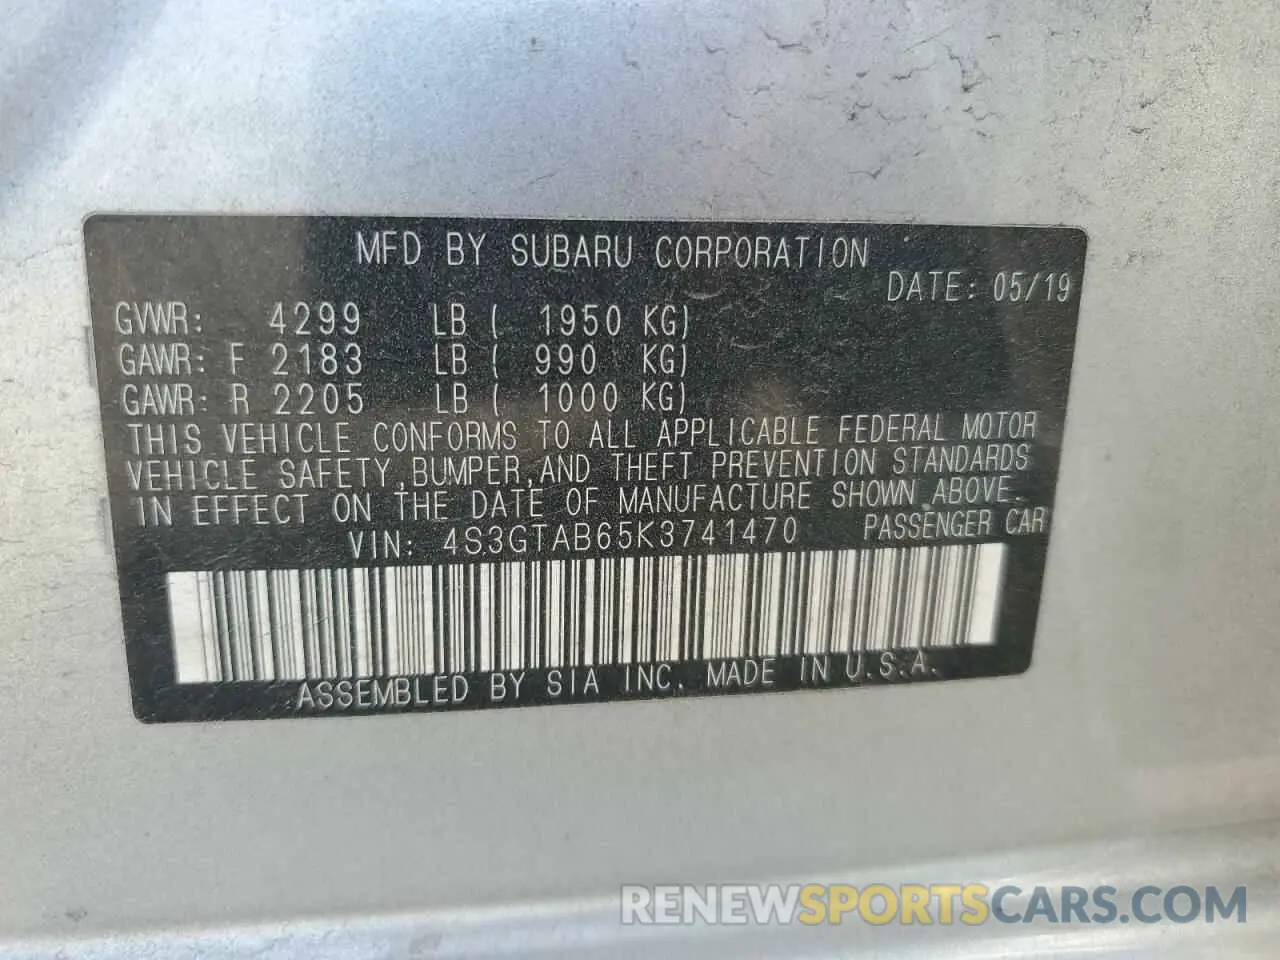 MFD BY SUBARU CORPORATION
DATE: 05/19
GVWR: 4299 LB ( 1950 KG)
GAWR: F 2183 LB ( 990 KG)
GAWR: R 2205 LB ( 1000 KG)
THIS VEHICLE CONFORMS TO ALL APPLICABLE FEDERAL MOTOR
VEHICLE SAFETY, BUMPER, AND THEFT PREVENTION STANDARDS
IN EFFECT ON THE DATE OF MANUFACTURE SHOWN ABOVE.
VIN: 4S3GTAB65K3741470 PASSENGER CAR
ASSEMBLED BY SIA INC. MADE IN U.S.A.
RENEWSPORTSCARS.COM